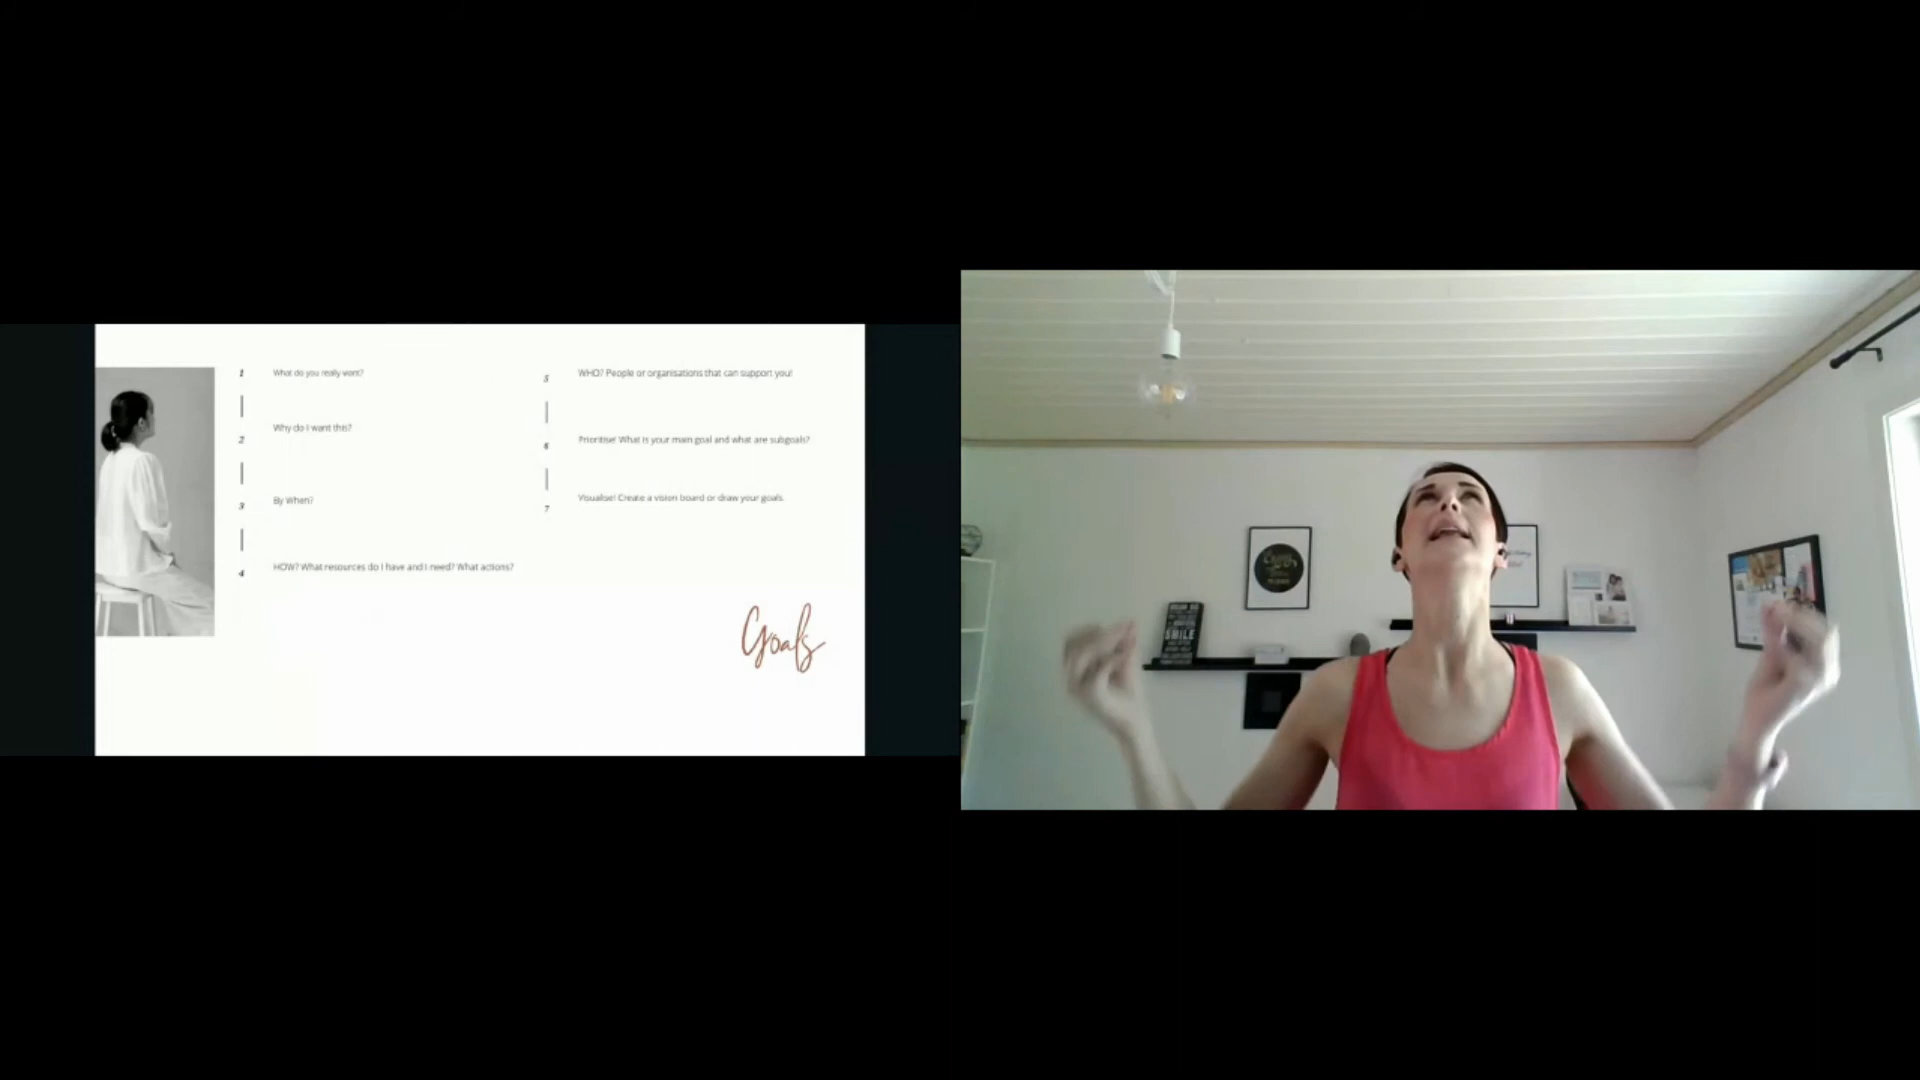 1 What do you really want?
2 Why do I want this?
3 By When?
4 HOW? What resources do I have and I need? What actions?
5 WHO? People or organisations that can support you!
6 Prioritise! What is your main goal and what are subgoals?
7 Visualise! Create a vision board or draw your goals.
Goals
SMILE